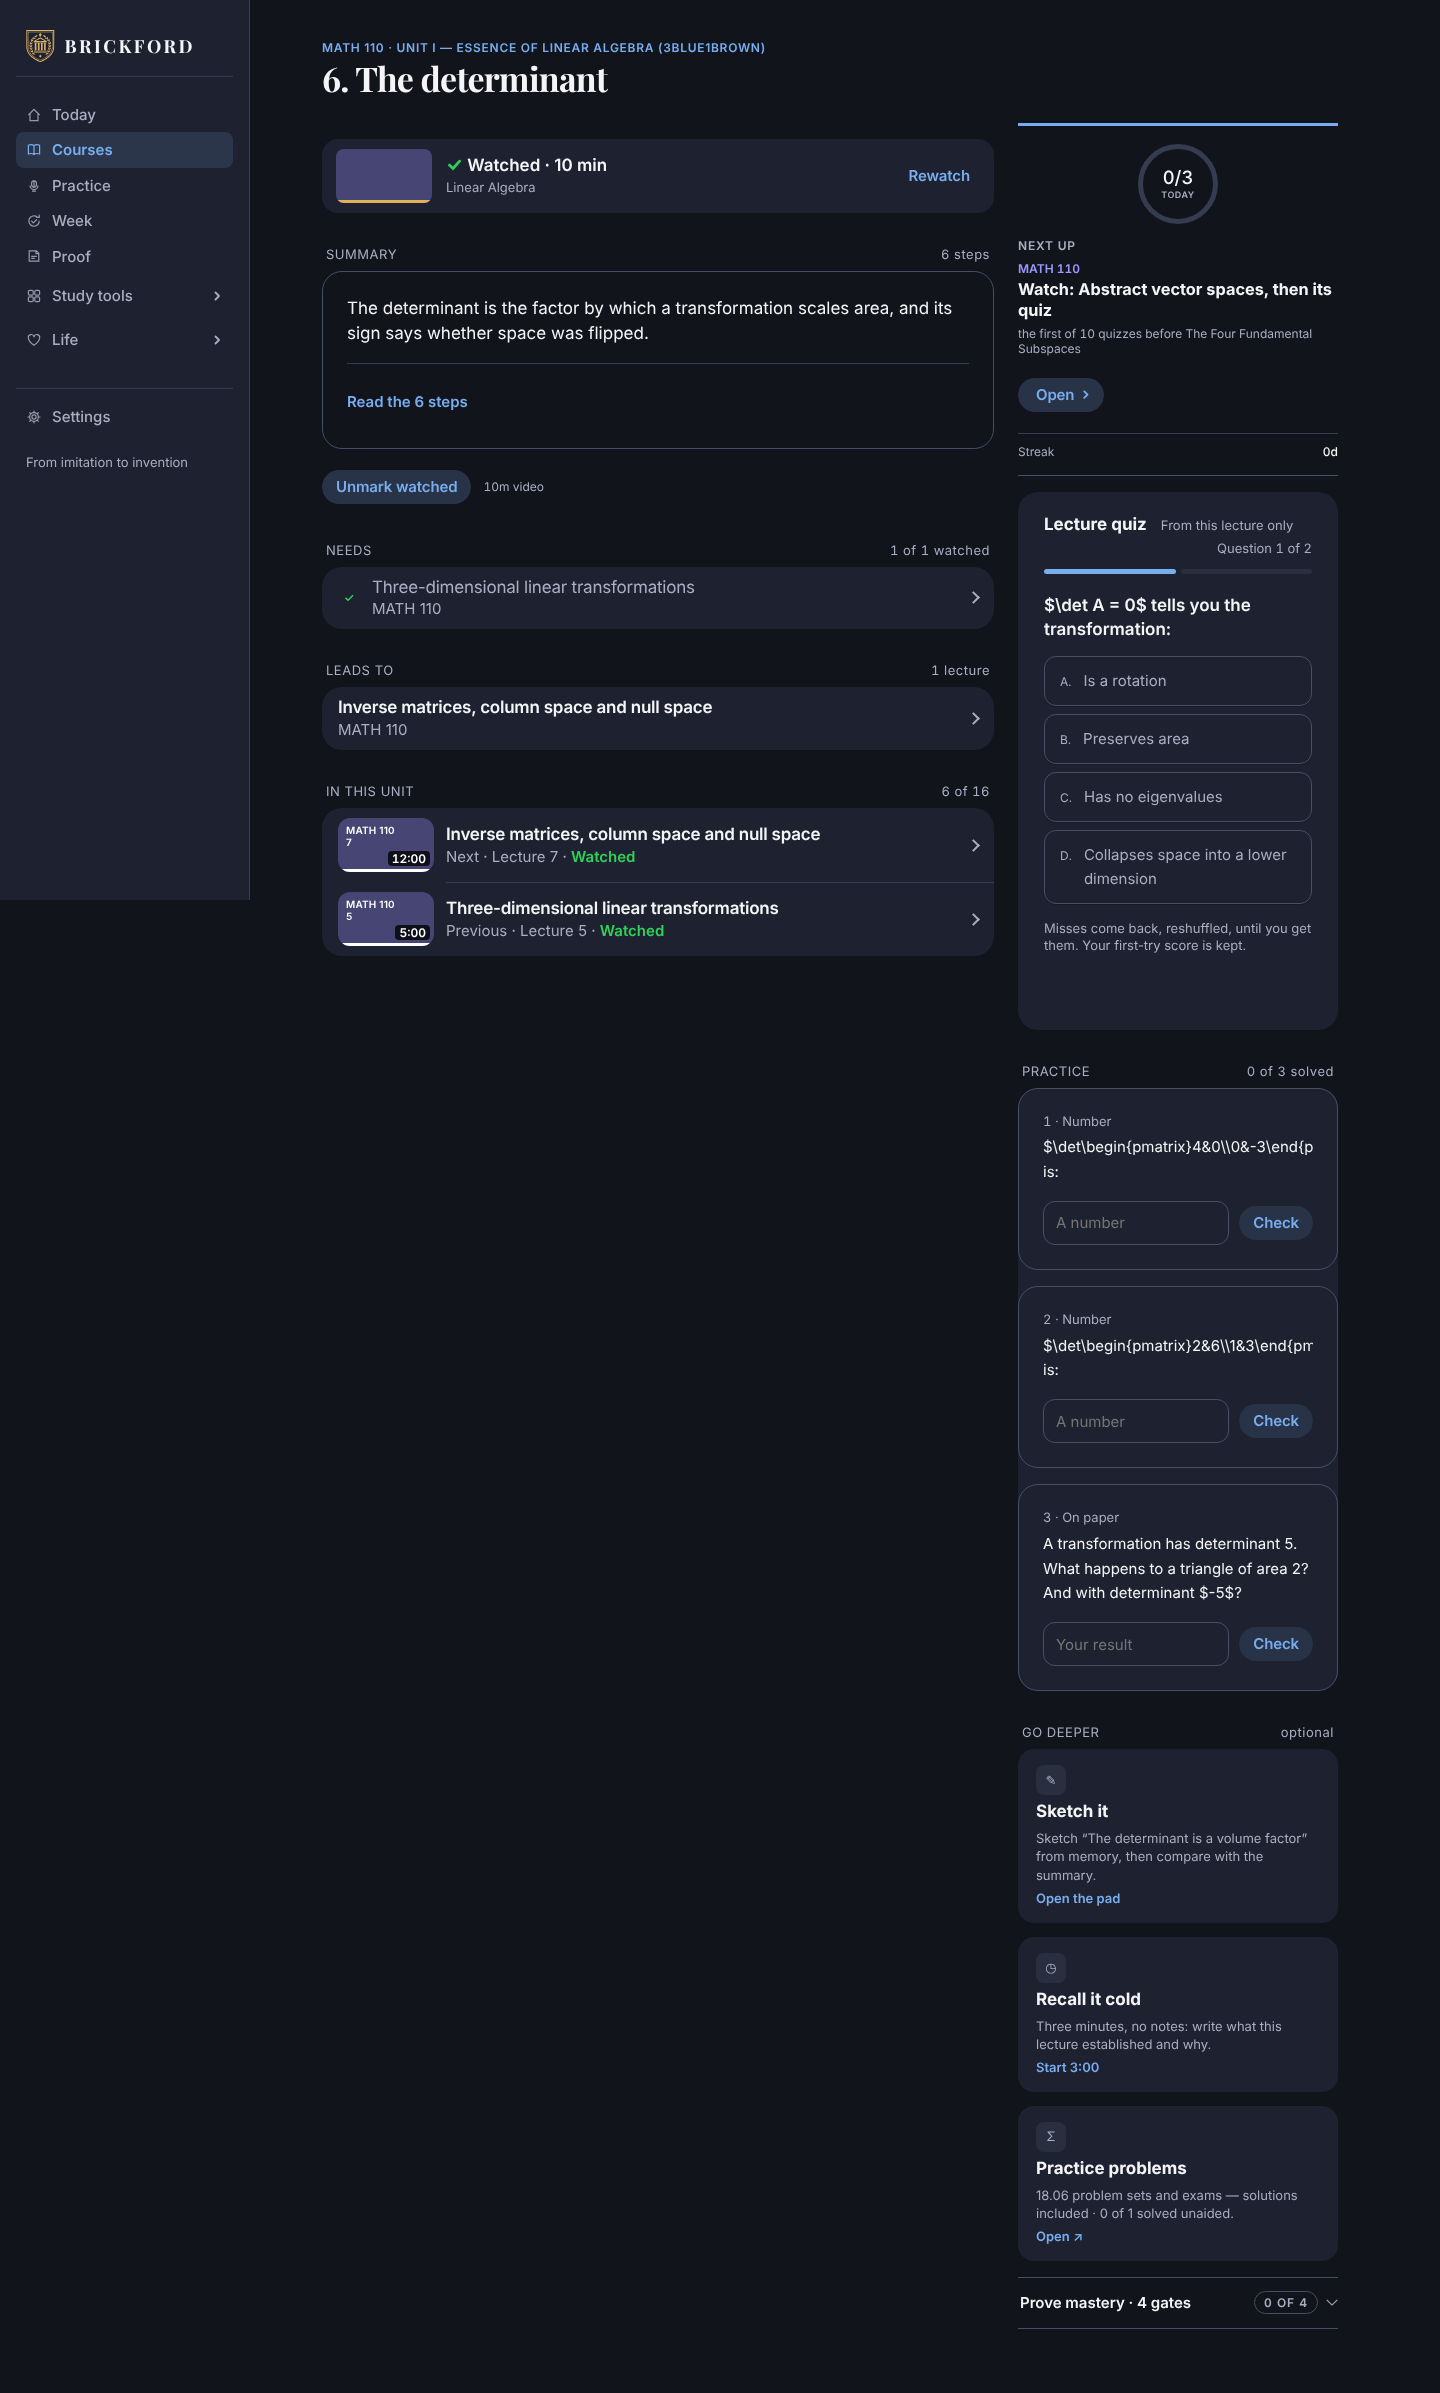 BRICKFORD
Today
Courses
Practice
Week
Proof
Study tools
Life
Settings
From imitation to invention
MATH 110 · UNIT I — ESSENCE OF LINEAR ALGEBRA (3BLUE1BROWN)
6. The determinant
Watched · 10 min
Linear Algebra
Rewatch
SUMMARY 6 steps
The determinant is the factor by which a transformation scales area, and its
sign says whether space was flipped.
Read the 6 steps
Unmark watched 10m video
NEEDS 1 of 1 watched
Three-dimensional linear transformations
MATH 110
LEADS TO 1 lecture
Inverse matrices, column space and null space
MATH 110
IN THIS UNIT 6 of 16
MATH 110
7
12:00
Inverse matrices, column space and null space
Next · Lecture 7 · Watched
MATH 110
5
5:00
Three-dimensional linear transformations
Previous · Lecture 5 · Watched
0/3
TODAY
NEXT UP
MATH 110
Watch: Abstract vector spaces, then its
quiz
the first of 10 quizzes before The Four Fundamental
Subspaces
Open ›
Streak 0d
Lecture quiz From this lecture only
Question 1 of 2
$\det A = 0$ tells you the
transformation:
A. Is a rotation
B. Preserves area
C. Has no eigenvalues
D. Collapses space into a lower
dimension
Misses come back, reshuffled, until you get
them. Your first-try score is kept.
PRACTICE 0 of 3 solved
1 · Number
$\det\begin{pmatrix}4&0\\0&-3\end{p
is:
A number Check
2 · Number
$\det\begin{pmatrix}2&6\\1&3\end{pm
is:
A number Check
3 · On paper
A transformation has determinant 5.
What happens to a triangle of area 2?
And with determinant $-5$?
Your result Check
GO DEEPER optional
✎
Sketch it
Sketch “The determinant is a volume factor”
from memory, then compare with the
summary.
Open the pad
◷
Recall it cold
Three minutes, no notes: write what this
lecture established and why.
Start 3:00
Σ
Practice problems
18.06 problem sets and exams — solutions
included · 0 of 1 solved unaided.
Open ↗
Prove mastery · 4 gates 0 OF 4